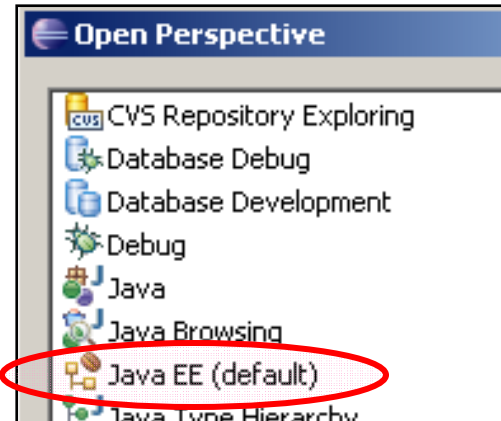 Open Perspective
CVS Repository Exploring
Database Debug
Database Development
Debug
Java
Java Browsing
Java EE (default)
Java Type Hierarchy